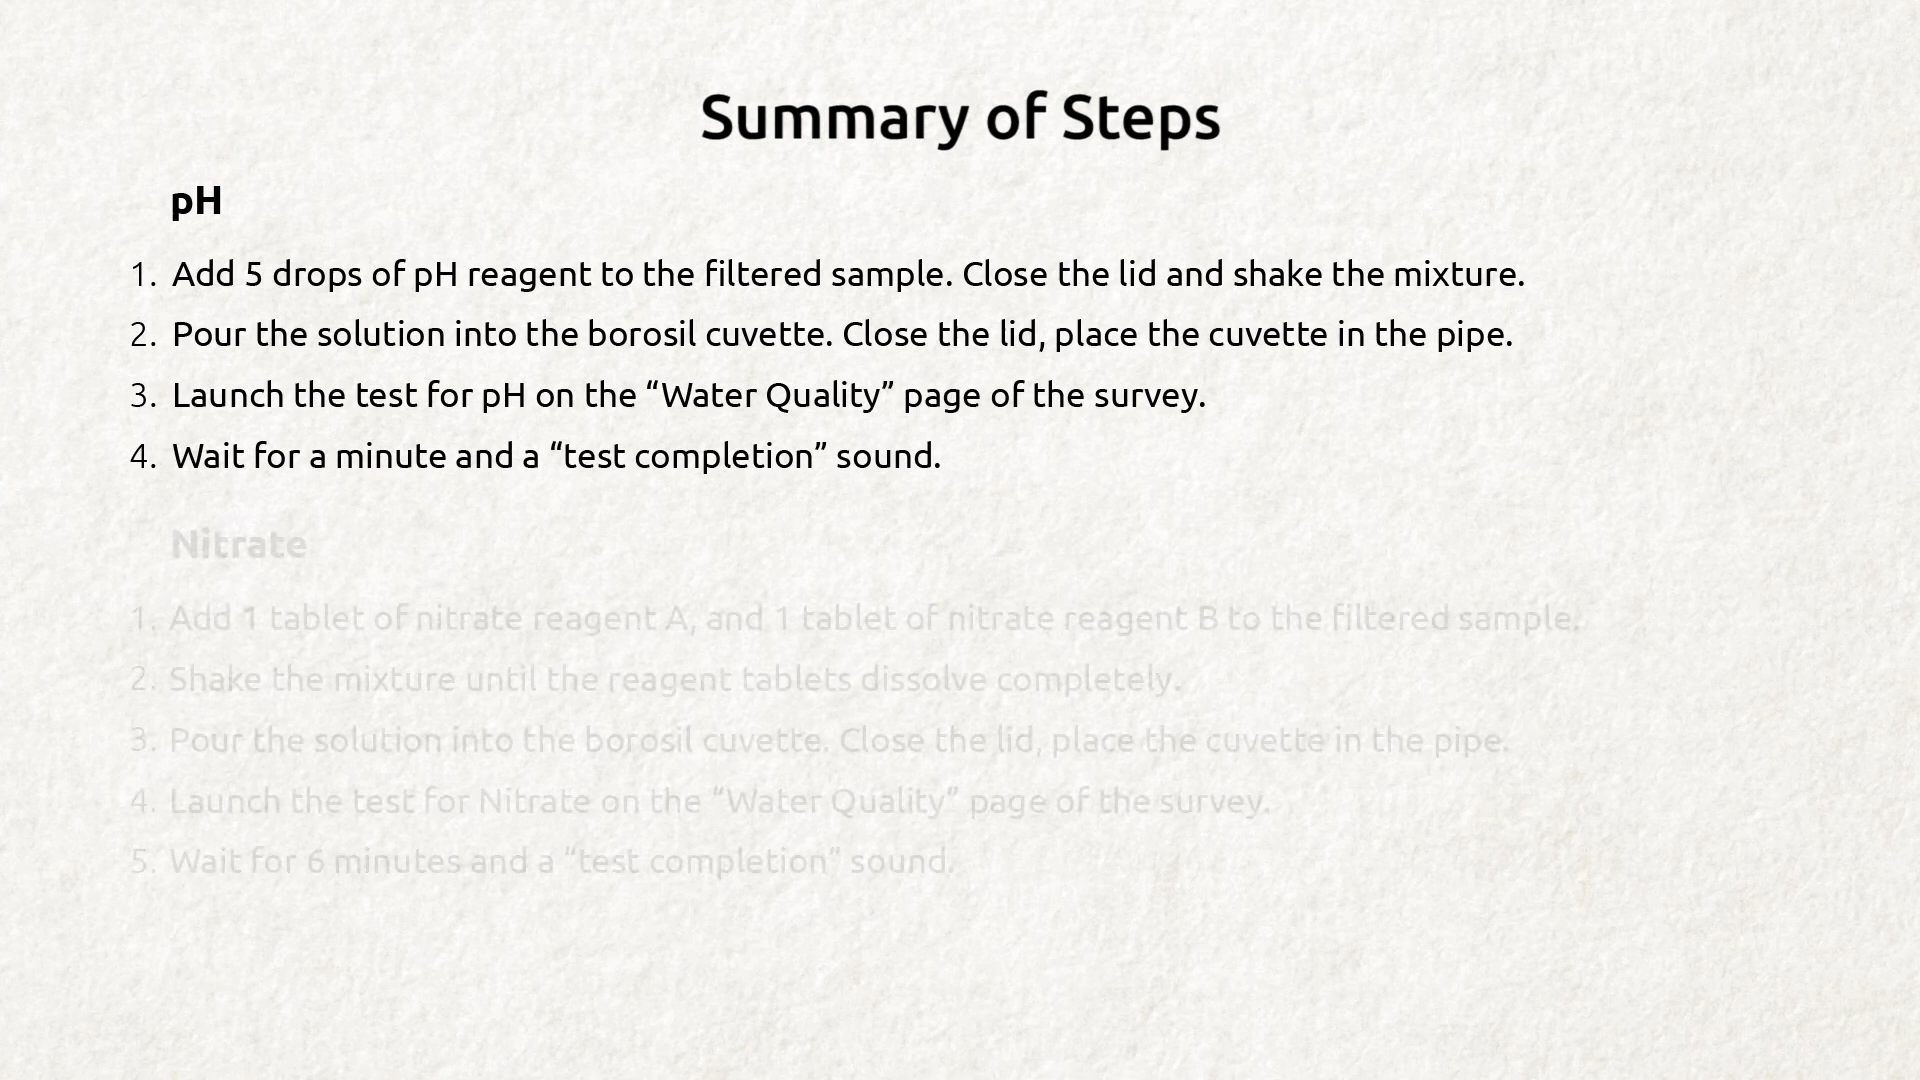 Summary of Steps
pH
1. Add 5 drops of pH reagent to the filtered sample. Close the lid and shake the mixture.
2. Pour the solution into the borosil cuvette. Close the lid, place the cuvette in the pipe.
3. Launch the test for pH on the “Water Quality” page of the survey.
4. Wait for a minute and a “test completion” sound.
Nitrate
1. Add 1 tablet of nitrate reagent A, and 1 tablet of nitrate reagent B to the filtered sample.
2. Shake the mixture until the reagent tablets dissolve completely.
3. Pour the solution into the borosil cuvette. Close the lid, place the cuvette in the pipe.
4. Launch the test for Nitrate on the “Water Quality” page of the survey.
5. Wait for 6 minutes and a “test completion” sound.